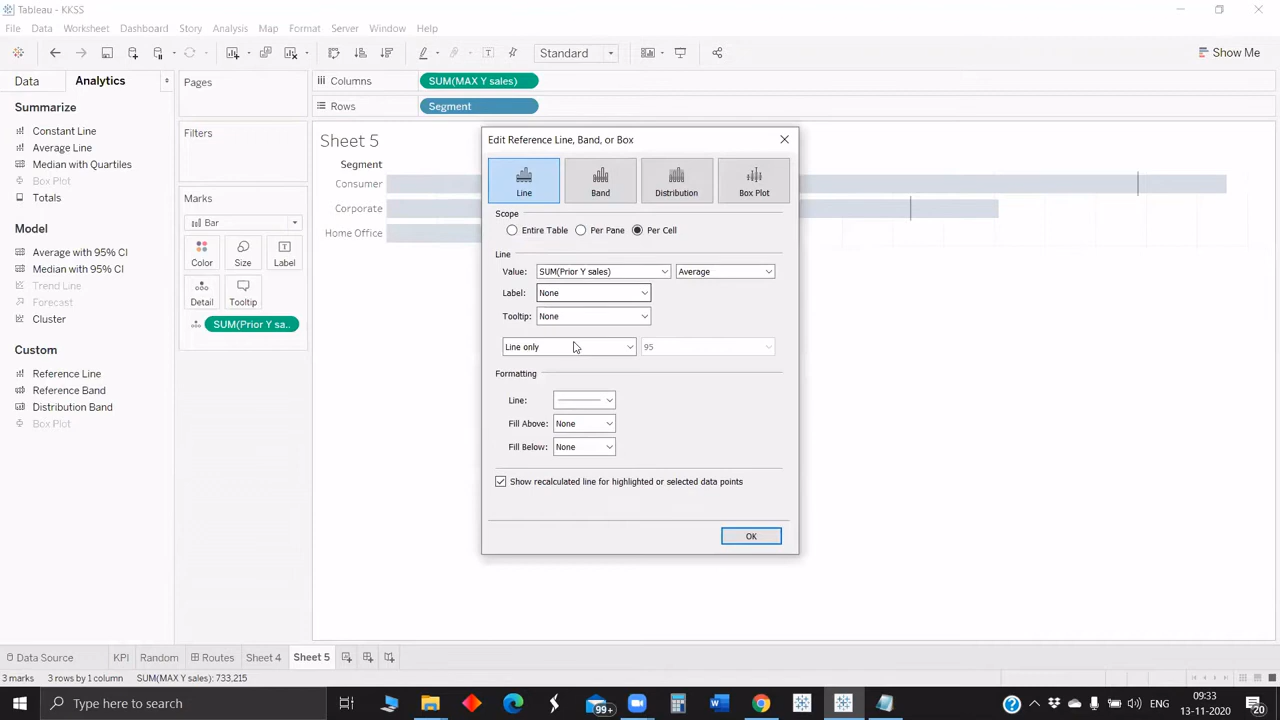 Tableau - KKSS
File Data Worksheet Dashboard Story Analysis Map Format Server Window Help
Standard
Show Me
Data Analytics
Summarize
Constant Line
Average Line
Median with Quartiles
Box Plot
Totals
Model
Average with 95% CI
Median with 95% CI
Trend Line
Forecast
Cluster
Custom
Reference Line
Reference Band
Distribution Band
Box Plot
Pages
Filters
Marks
Bar
Color Size Label
Detail Tooltip
SUM(Prior Y sa..
Columns SUM(MAX Y sales)
Rows Segment
Sheet 5
Segment
Consumer
Corporate
Home Office
Edit Reference Line, Band, or Box
Line Band Distribution Box Plot
Scope
Entire Table Per Pane Per Cell
Line
Value: SUM(Prior Y sales) Average
Label: None
Tooltip: None
Line only 95
Formatting
Line:
Fill Above: None
Fill Below: None
Show recalculated line for highlighted or selected data points
OK
Data Source KPI Random Routes Sheet 4 Sheet 5
3 marks 3 rows by 1 column SUM(MAX Y sales): 733,215
Type here to search
99+
ENG
09:33
13-11-2020
20